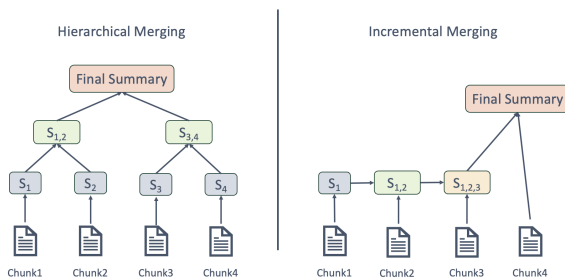 Hierarchical Merging
Final Summary
S1,2
S3,4
S1
S2
S3
S4
Chunk1
Chunk2
Chunk3
Chunk4
Incremental Merging
Final Summary
S1
S1,2
S1,2,3
Chunk1
Chunk2
Chunk3
Chunk4